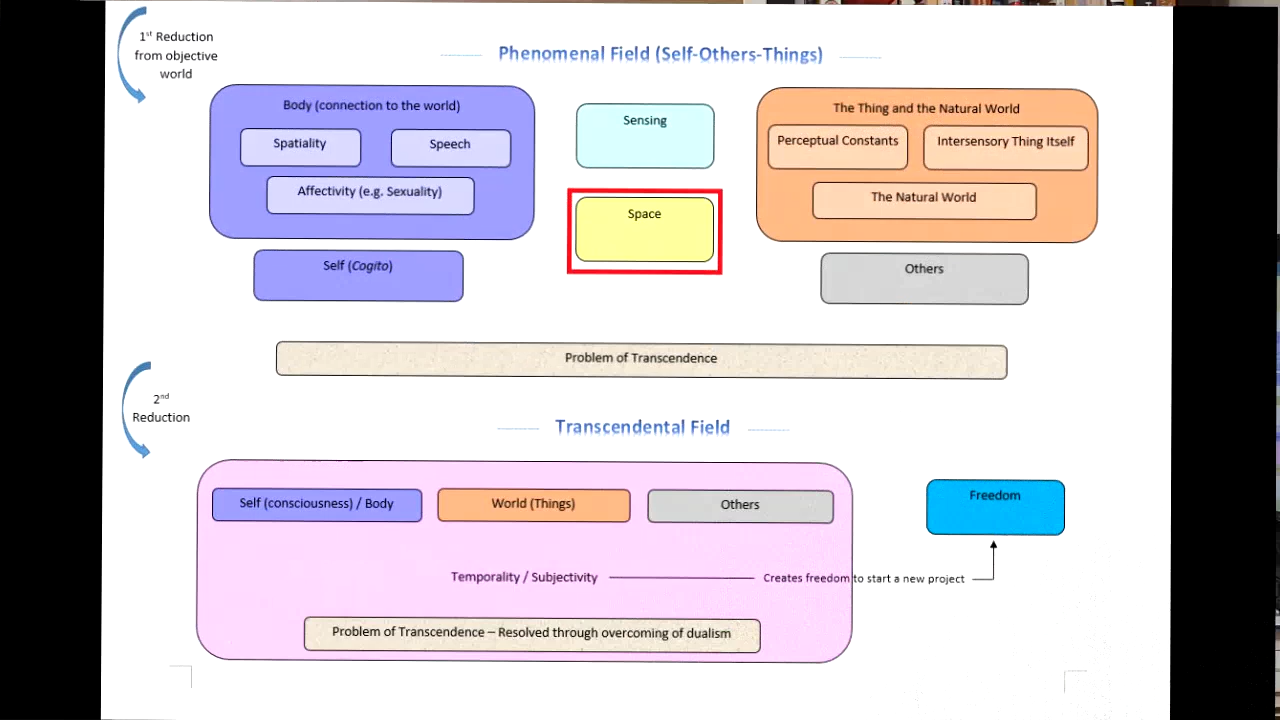 1st Reduction
from objective
world
Phenomenal Field (Self-Others-Things)
Body (connection to the world)
Spatiality
Speech
Affectivity (e.g. Sexuality)
Self (Cogito)
Sensing
Space
The Thing and the Natural World
Perceptual Constants
Intersensory Thing Itself
The Natural World
Others
Problem of Transcendence
2nd
Reduction
Transcendental Field
Self (consciousness) / Body
World (Things)
Others
Freedom
Temporality / Subjectivity
Creates freedom to start a new project
Problem of Transcendence – Resolved through overcoming of dualism